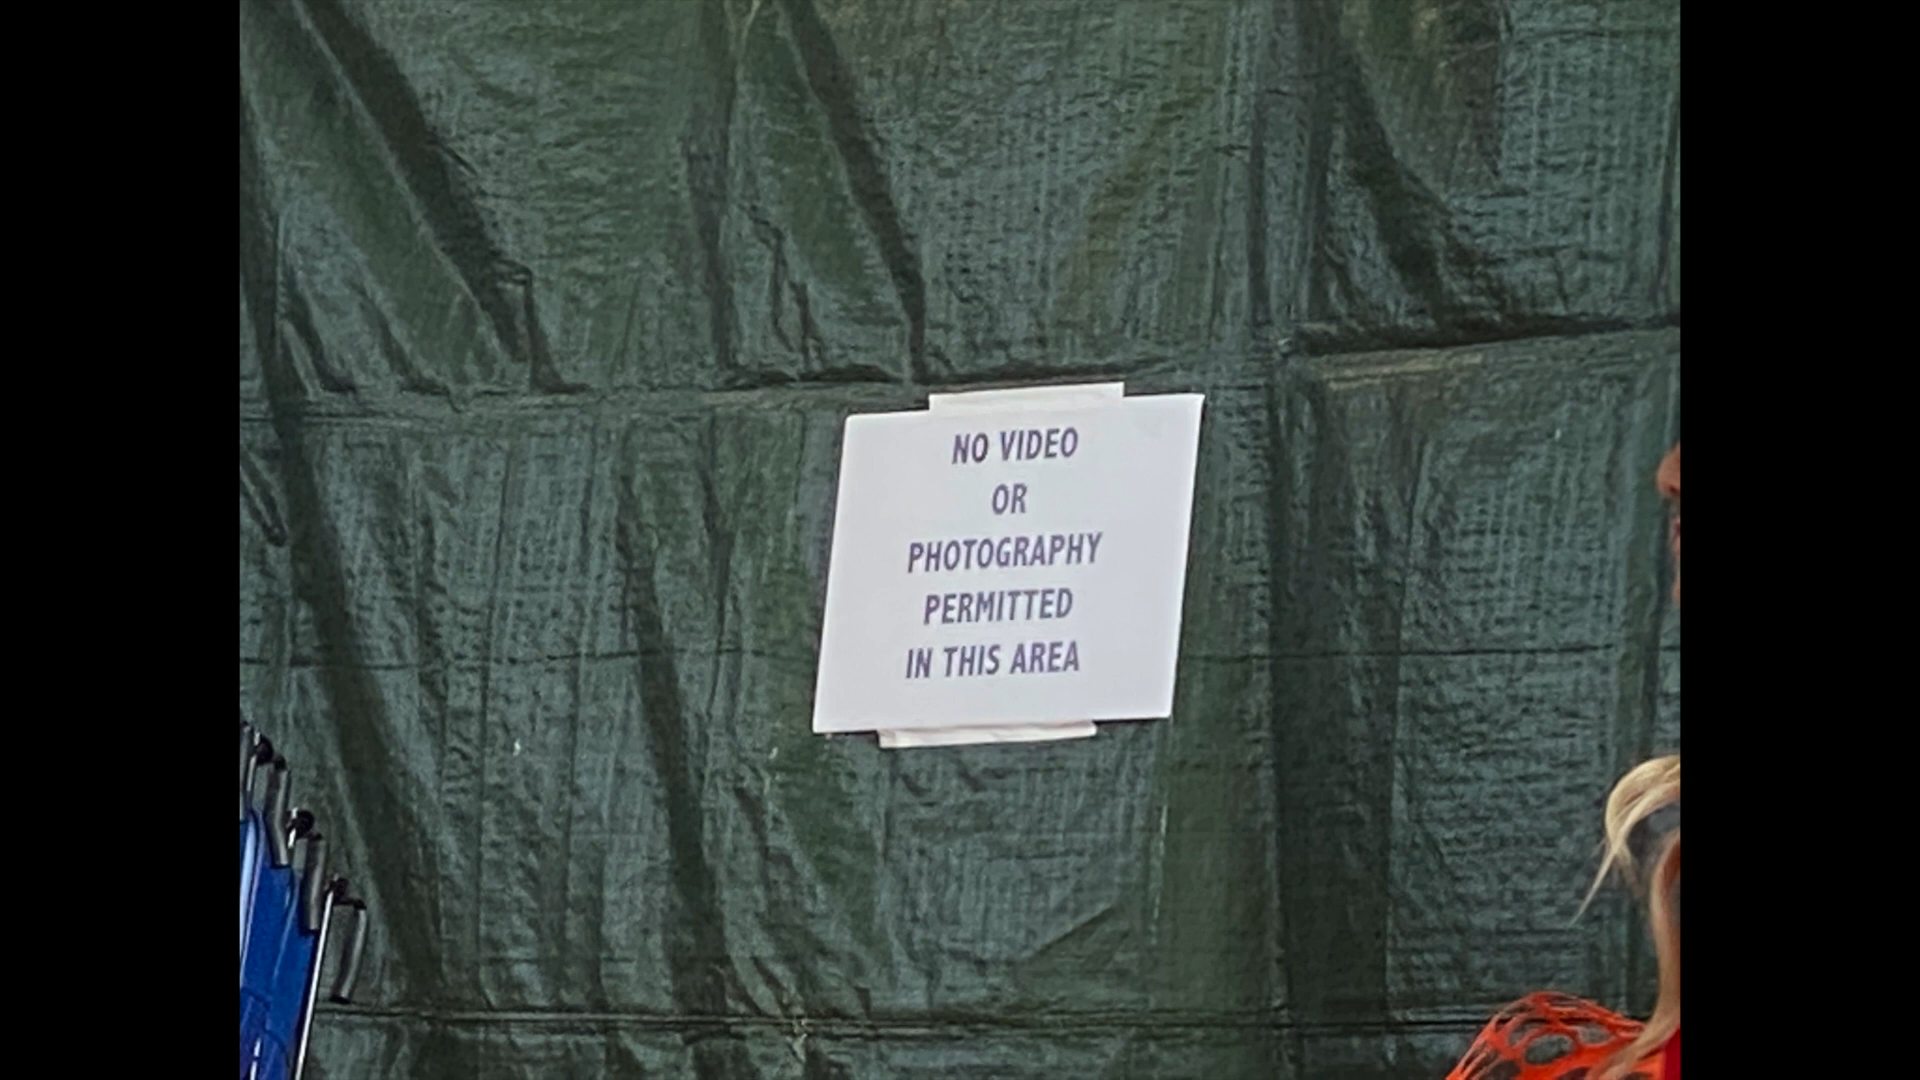 NO VIDEO
OR
PHOTOGRAPHY
PERMITTED
IN THIS AREA